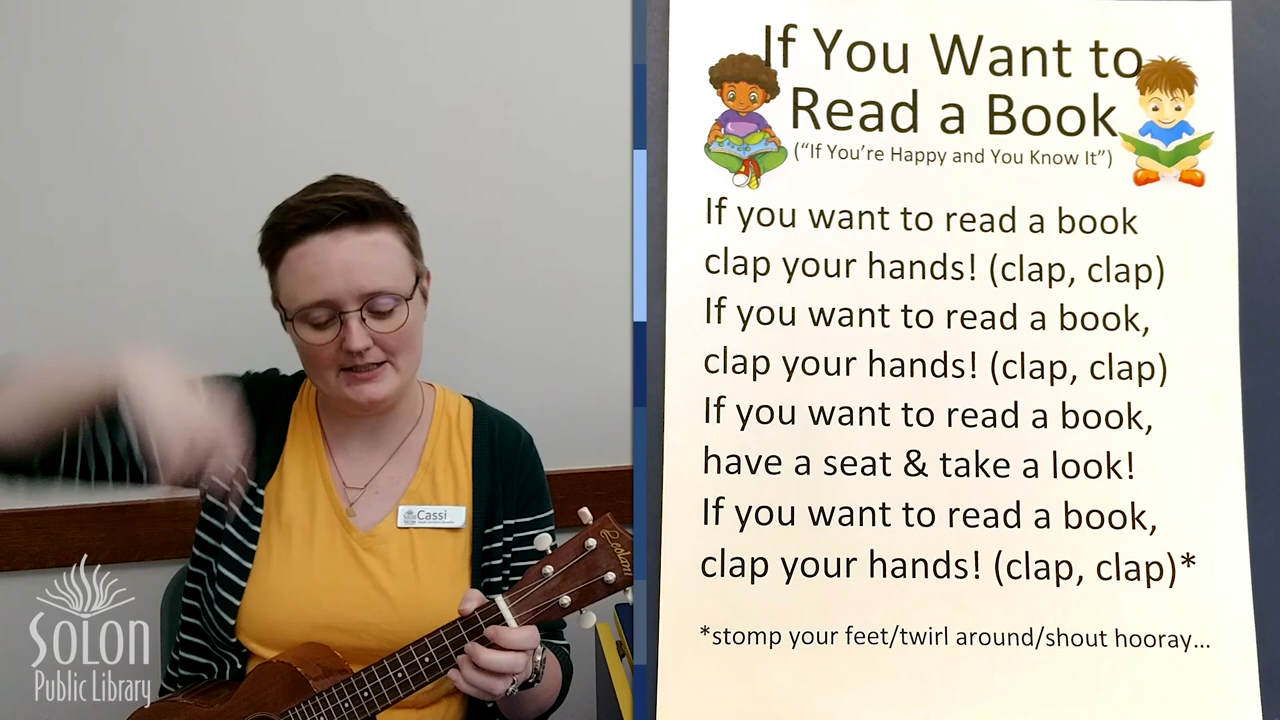 If You Want to
Read a Book
(“If You’re Happy and You Know It”)
If you want to read a book
clap your hands! (clap, clap)
If you want to read a book,
clap your hands! (clap, clap)
If you want to read a book,
have a seat & take a look!
If you want to read a book,
clap your hands! (clap, clap)*
*stomp your feet/twirl around/shout hooray...
Cassi
Koolani
SOLON
Public Library